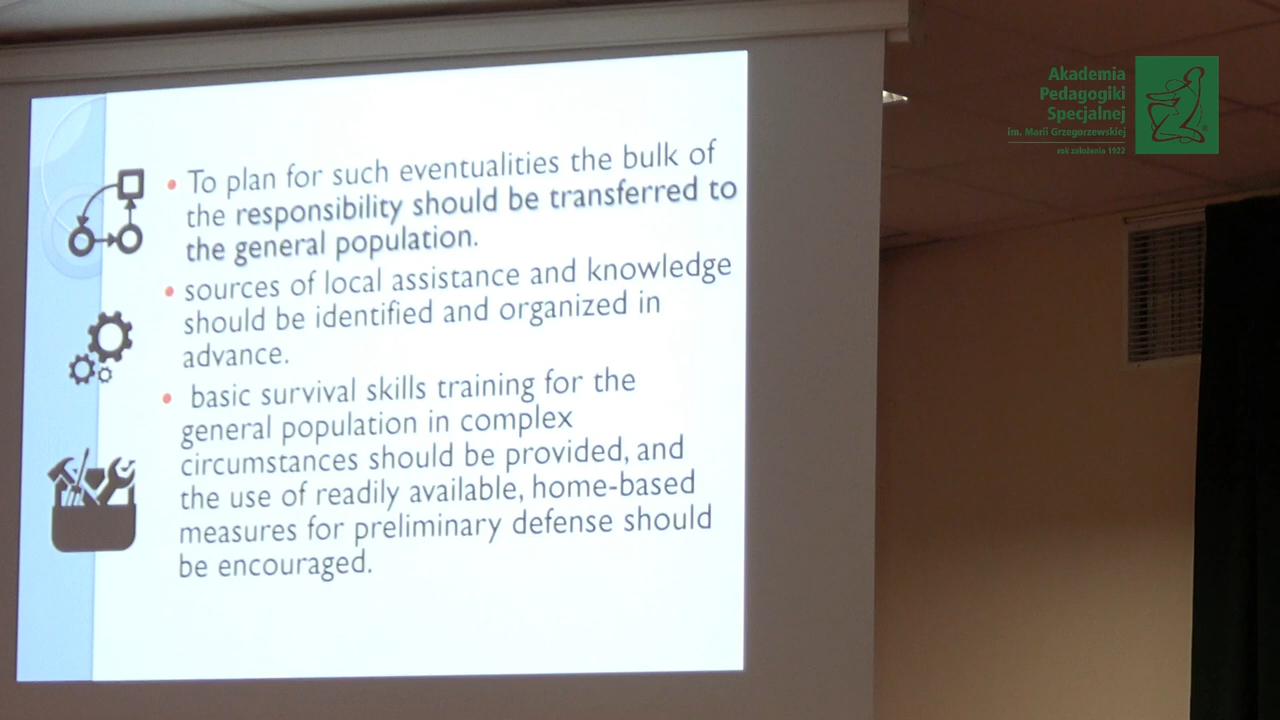 • To plan for such eventualities the bulk of
the responsibility should be transferred to
the general population.
• sources of local assistance and knowledge
should be identified and organized in
advance.
• basic survival skills training for the
general population in complex
circumstances should be provided, and
the use of readily available, home-based
measures for preliminary defense should
be encouraged.
Akademia
Pedagogiki
Specjalnej
im. Marii Grzegorzewskiej
rok założenia 1922
®